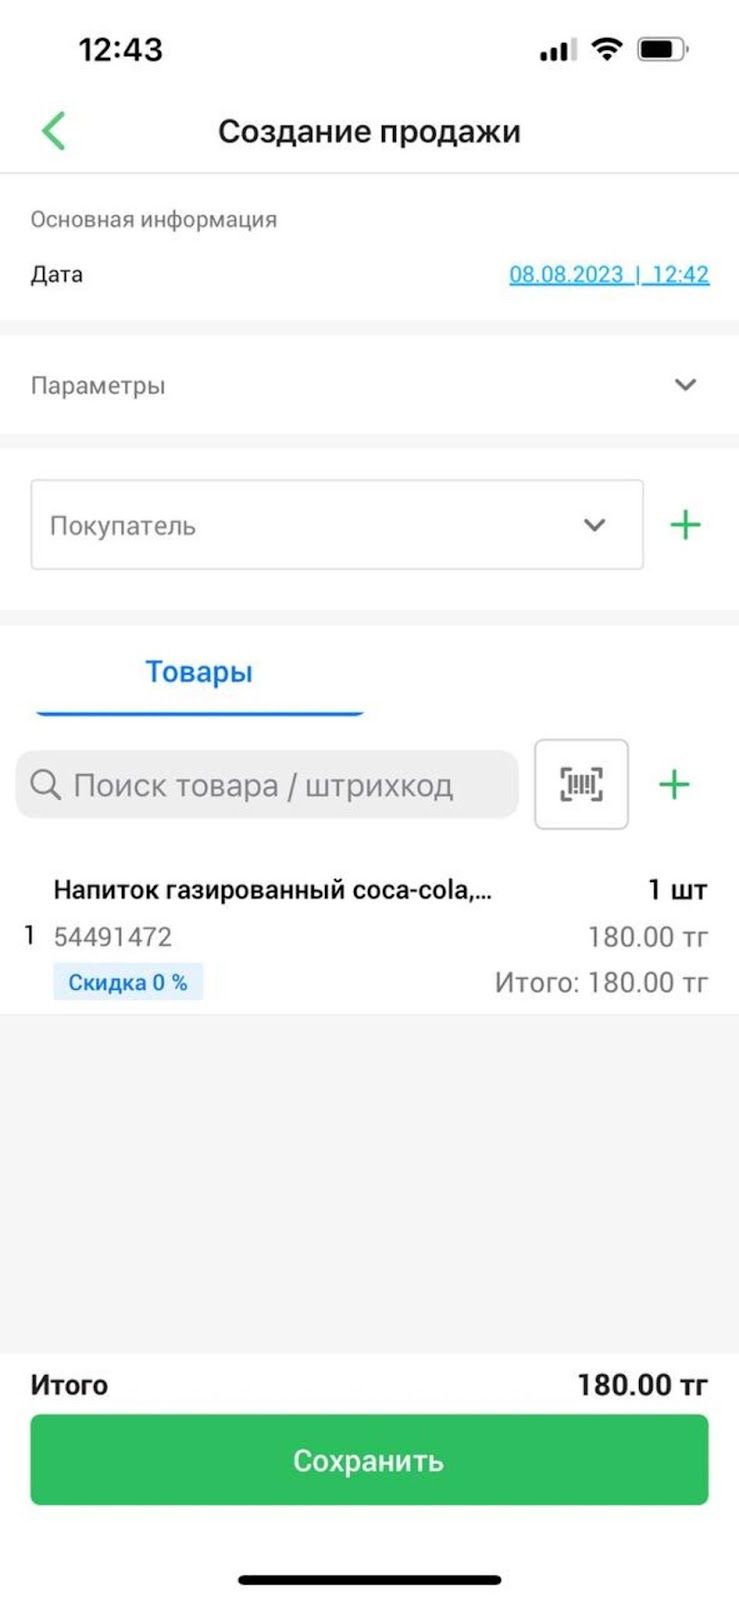 12:43
Создание продажи
Основная информация
Дата 08.08.2023 | 12:42
Параметры
Покупатель
Товары
Поиск товара / штрихкод
Напиток газированный coca-cola,... 1 шт
1 54491472 180.00 тг
Скидка 0 % Итого: 180.00 тг
Итого 180.00 тг
Сохранить